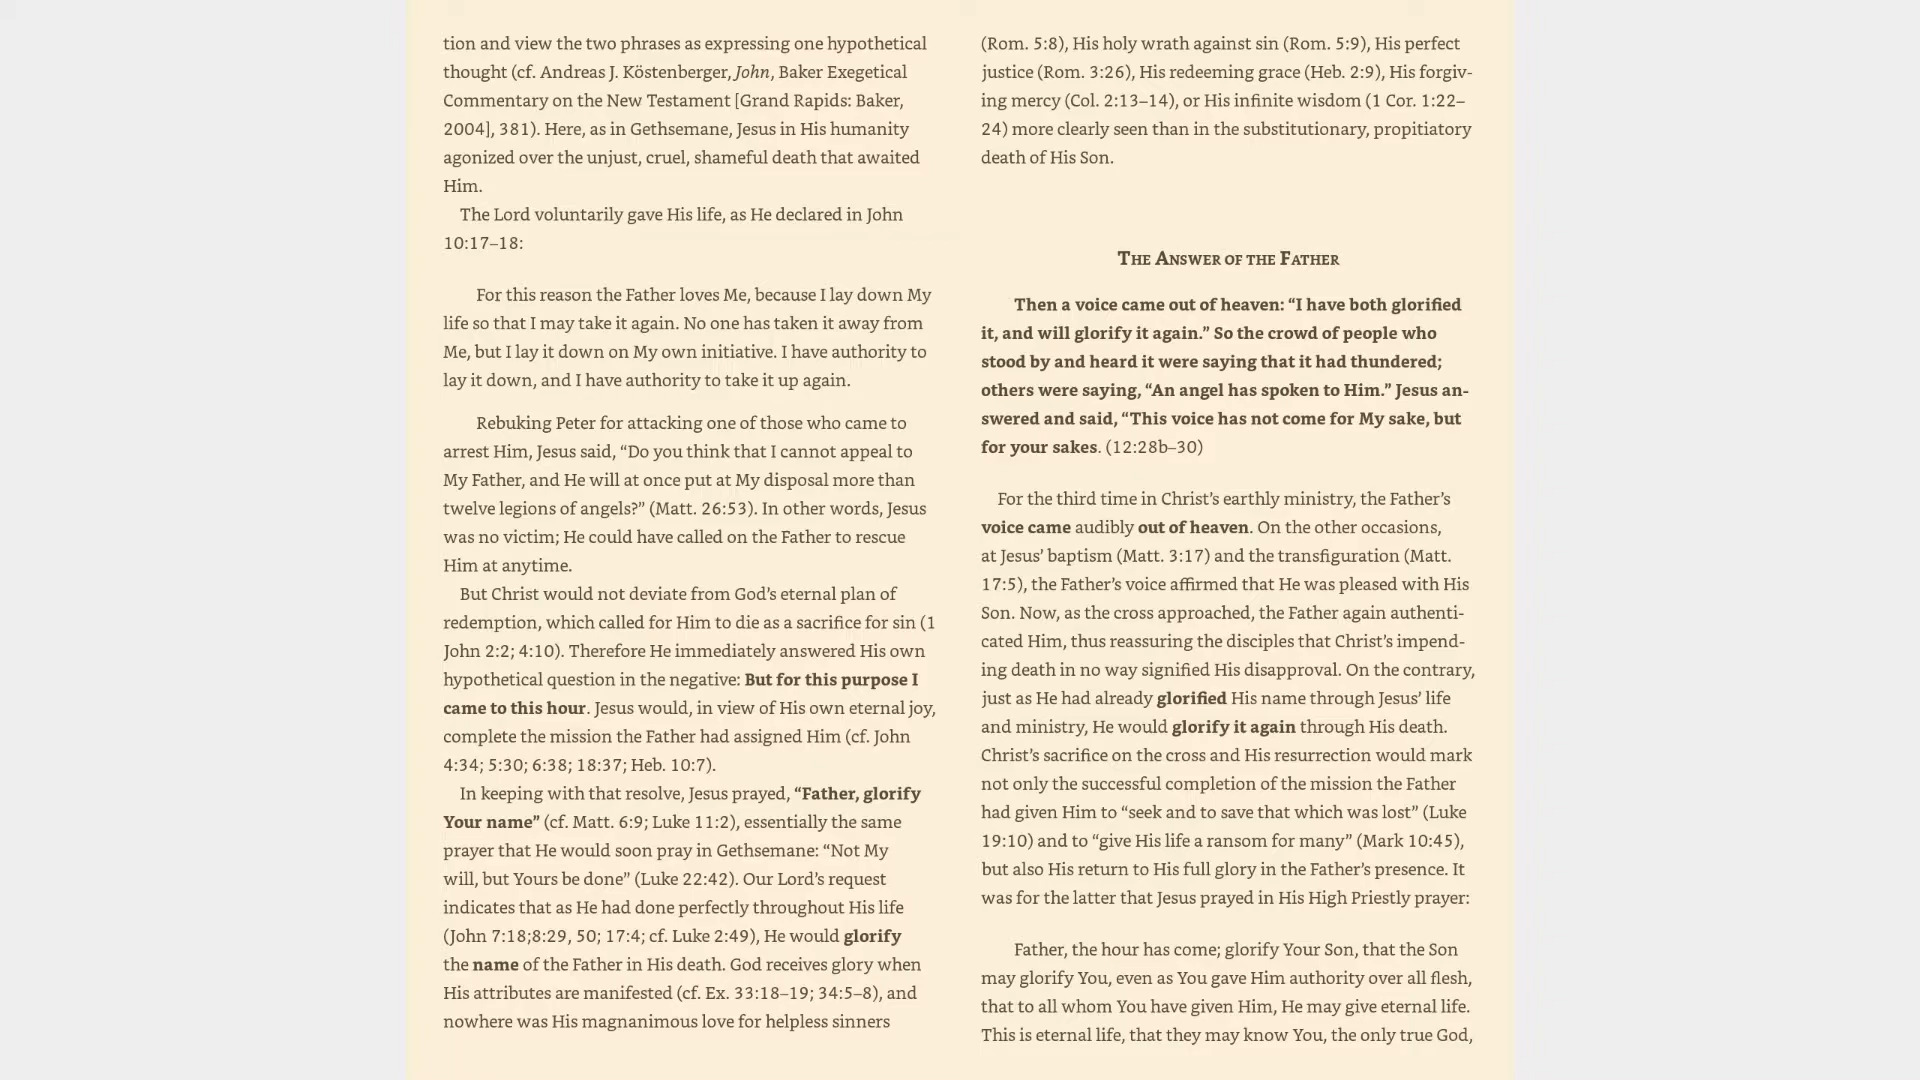 tion and view the two phrases as expressing one hypothetical
thought (cf. Andreas J. Köstenberger, John, Baker Exegetical
Commentary on the New Testament [Grand Rapids: Baker,
2004], 381). Here, as in Gethsemane, Jesus in His humanity
agonized over the unjust, cruel, shameful death that awaited
Him.
The Lord voluntarily gave His life, as He declared in John
10:17–18:
For this reason the Father loves Me, because I lay down My
life so that I may take it again. No one has taken it away from
Me, but I lay it down on My own initiative. I have authority to
lay it down, and I have authority to take it up again.
Rebuking Peter for attacking one of those who came to
arrest Him, Jesus said, “Do you think that I cannot appeal to
My Father, and He will at once put at My disposal more than
twelve legions of angels?” (Matt. 26:53). In other words, Jesus
was no victim; He could have called on the Father to rescue
Him at anytime.
But Christ would not deviate from God’s eternal plan of
redemption, which called for Him to die as a sacrifice for sin (1
John 2:2; 4:10). Therefore He immediately answered His own
hypothetical question in the negative: But for this purpose I
came to this hour. Jesus would, in view of His own eternal joy,
complete the mission the Father had assigned Him (cf. John
4:34; 5:30; 6:38; 18:37; Heb. 10:7).
In keeping with that resolve, Jesus prayed, “Father, glorify
Your name” (cf. Matt. 6:9; Luke 11:2), essentially the same
prayer that He would soon pray in Gethsemane: “Not My
will, but Yours be done” (Luke 22:42). Our Lord’s request
indicates that as He had done perfectly throughout His life
(John 7:18;8:29, 50; 17:4; cf. Luke 2:49), He would glorify
the name of the Father in His death. God receives glory when
His attributes are manifested (cf. Ex. 33:18–19; 34:5–8), and
nowhere was His magnanimous love for helpless sinners
(Rom. 5:8), His holy wrath against sin (Rom. 5:9), His perfect
justice (Rom. 3:26), His redeeming grace (Heb. 2:9), His forgiv-
ing mercy (Col. 2:13–14), or His infinite wisdom (1 Cor. 1:22–
24) more clearly seen than in the substitutionary, propitiatory
death of His Son.
The Answer of the Father
Then a voice came out of heaven: “I have both glorified
it, and will glorify it again.” So the crowd of people who
stood by and heard it were saying that it had thundered;
others were saying, “An angel has spoken to Him.” Jesus an-
swered and said, “This voice has not come for My sake, but
for your sakes. (12:28b–30)
For the third time in Christ’s earthly ministry, the Father’s
voice came audibly out of heaven. On the other occasions,
at Jesus’ baptism (Matt. 3:17) and the transfiguration (Matt.
17:5), the Father’s voice affirmed that He was pleased with His
Son. Now, as the cross approached, the Father again authenti-
cated Him, thus reassuring the disciples that Christ’s impend-
ing death in no way signified His disapproval. On the contrary,
just as He had already glorified His name through Jesus’ life
and ministry, He would glorify it again through His death.
Christ’s sacrifice on the cross and His resurrection would mark
not only the successful completion of the mission the Father
had given Him to “seek and to save that which was lost” (Luke
19:10) and to “give His life a ransom for many” (Mark 10:45),
but also His return to His full glory in the Father’s presence. It
was for the latter that Jesus prayed in His High Priestly prayer:
Father, the hour has come; glorify Your Son, that the Son
may glorify You, even as You gave Him authority over all flesh,
that to all whom You have given Him, He may give eternal life.
This is eternal life, that they may know You, the only true God,